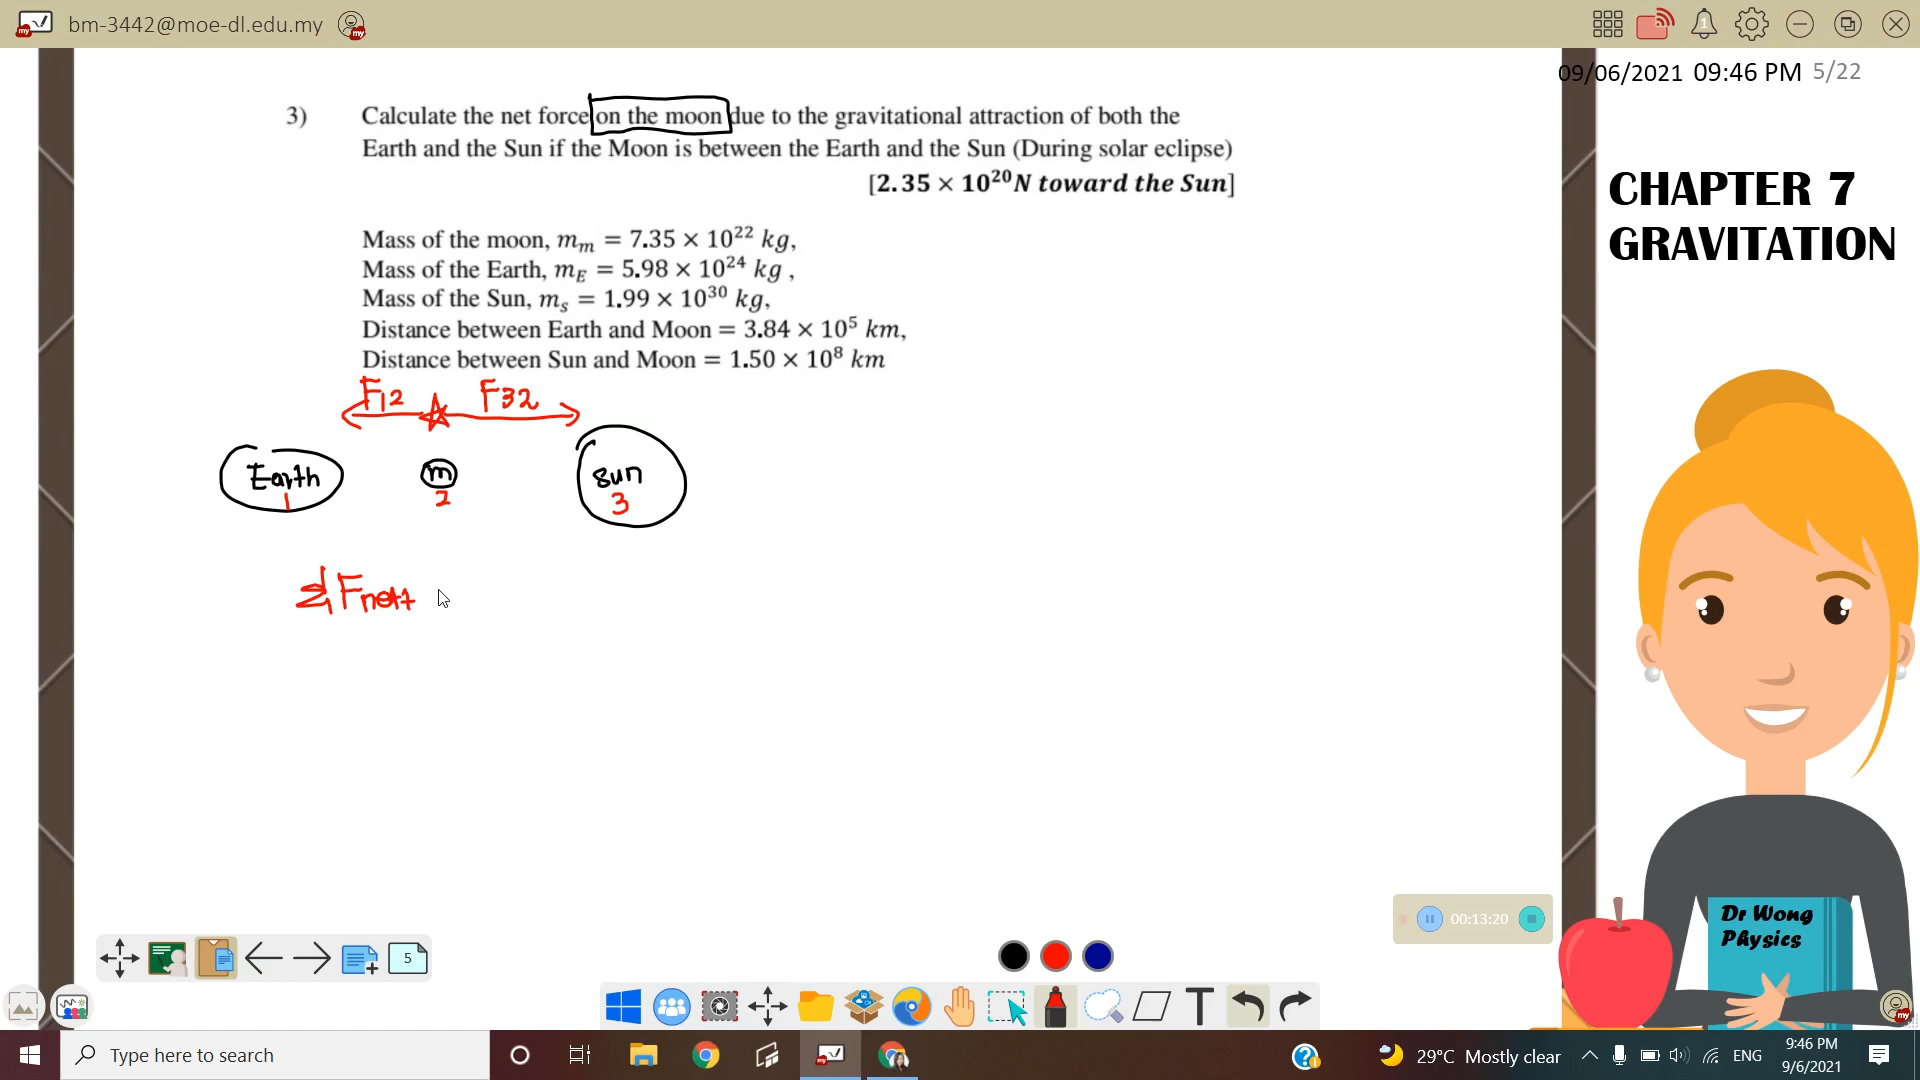 bm-3442@moe-dl.edu.my
1
09/06/2021 09:46 PM 5/22
3) Calculate the net force on the moon due to the gravitational attraction of both the
Earth and the Sun if the Moon is between the Earth and the Sun (During solar eclipse)
[2.35 × 10²⁰N toward the Sun]
Mass of the moon, mₘ = 7.35 × 10²² kg,
Mass of the Earth, m_E = 5.98 × 10²⁴ kg ,
Mass of the Sun, mₛ = 1.99 × 10³⁰ kg,
Distance between Earth and Moon = 3.84 × 10⁵ km,
Distance between Sun and Moon = 1.50 × 10⁸ km
F₁₂ F₃₂
Earth m Sun
1 2 3
ΣFnett
CHAPTER 7
GRAVITATION
Dr Wong
Physics
00:13:20
5
T
Type here to search
29°C Mostly clear
ENG
9:46 PM
9/6/2021